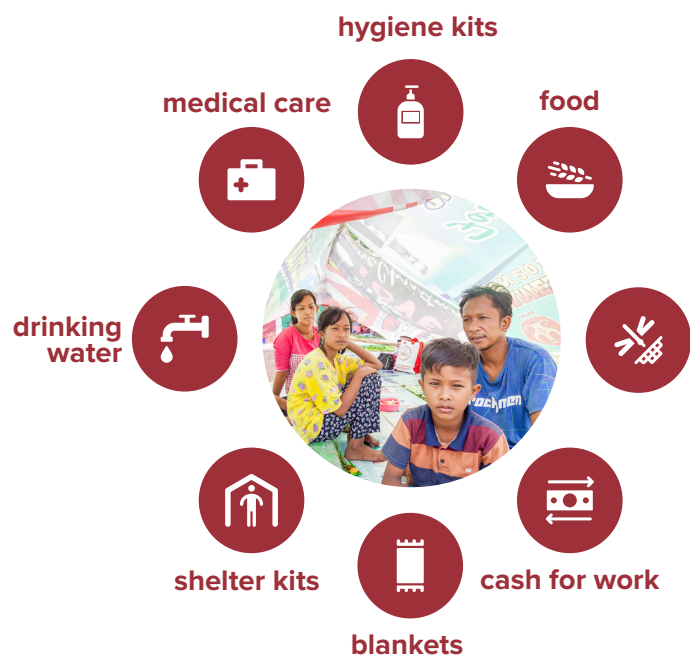 hygiene kits
medical care
food
drinking
water
shelter kits
cash for work
blankets